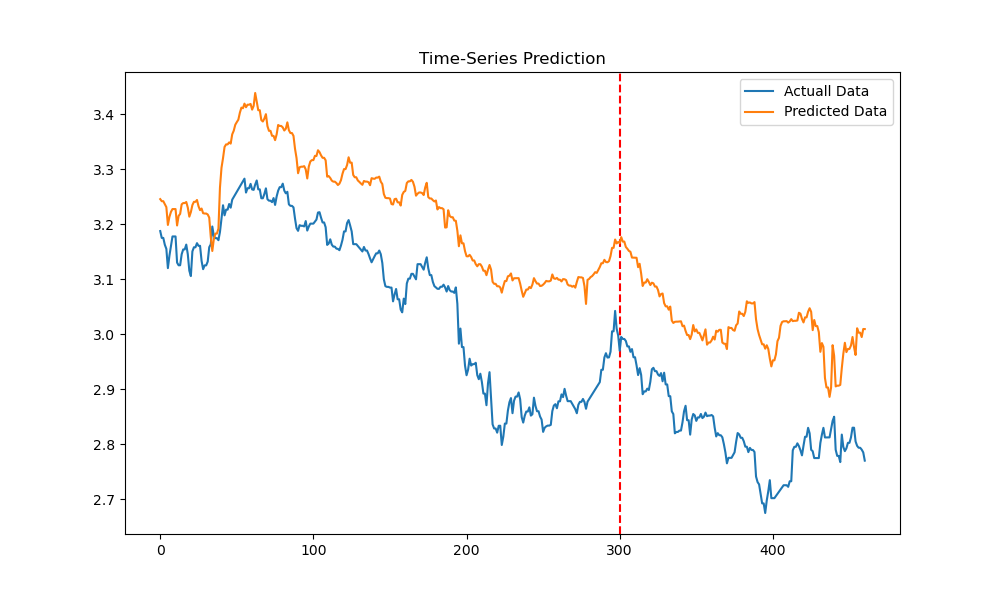 Time-Series Prediction
Actuall Data
Predicted Data
3.4
3.3
3.2
3.1
3.0
2.9
2.8
2.7
0 100 200 300 400